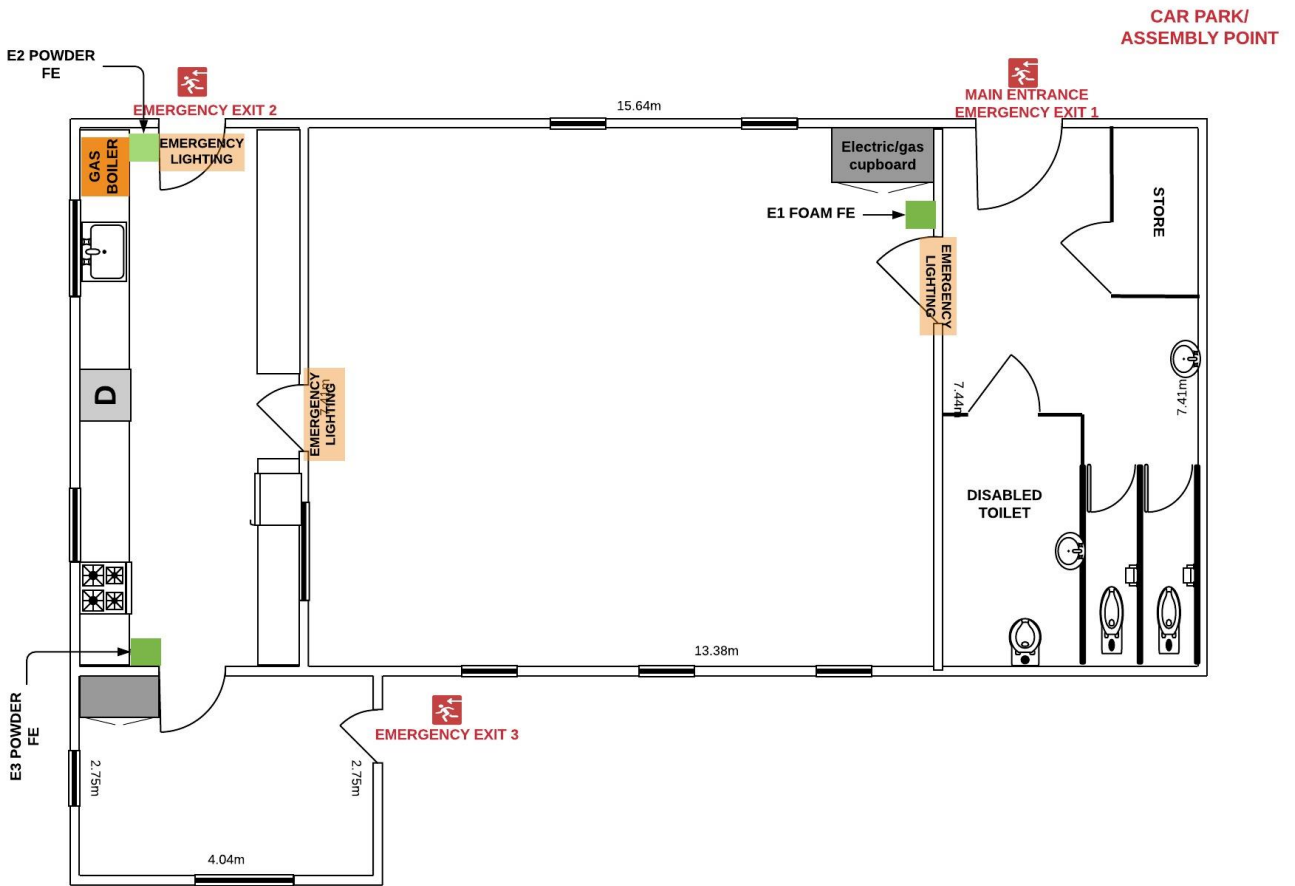 CAR PARK/
ASSEMBLY POINT
E2 POWDER
FE
EMERGENCY EXIT 2
MAIN ENTRANCE
EMERGENCY EXIT 1
15.64m
GAS
BOILER
EMERGENCY
LIGHTING
Electric/gas
cupboard
E1 FOAM FE
STORE
EMERGENCY
LIGHTING
D
EMERGENCY
LIGHTING
7.41m
7.44m
7.41m
DISABLED
TOILET
13.38m
E3 POWDER
FE
EMERGENCY EXIT 3
2.75m
2.75m
4.04m